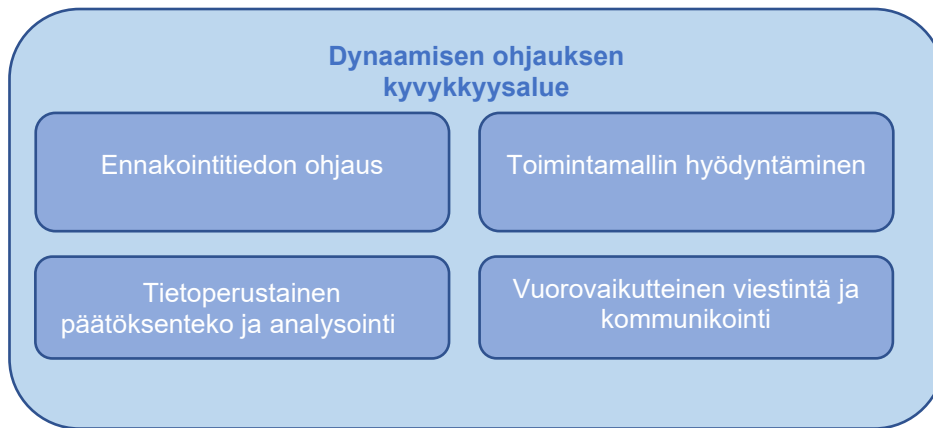 Dynaamisen ohjauksen
kyvykkyysalue
Ennakointitiedon ohjaus
Toimintamallin hyödyntäminen
Tietoperustainen
päätöksenteko ja analysointi
Vuorovaikutteinen viestintä ja
kommunikointi